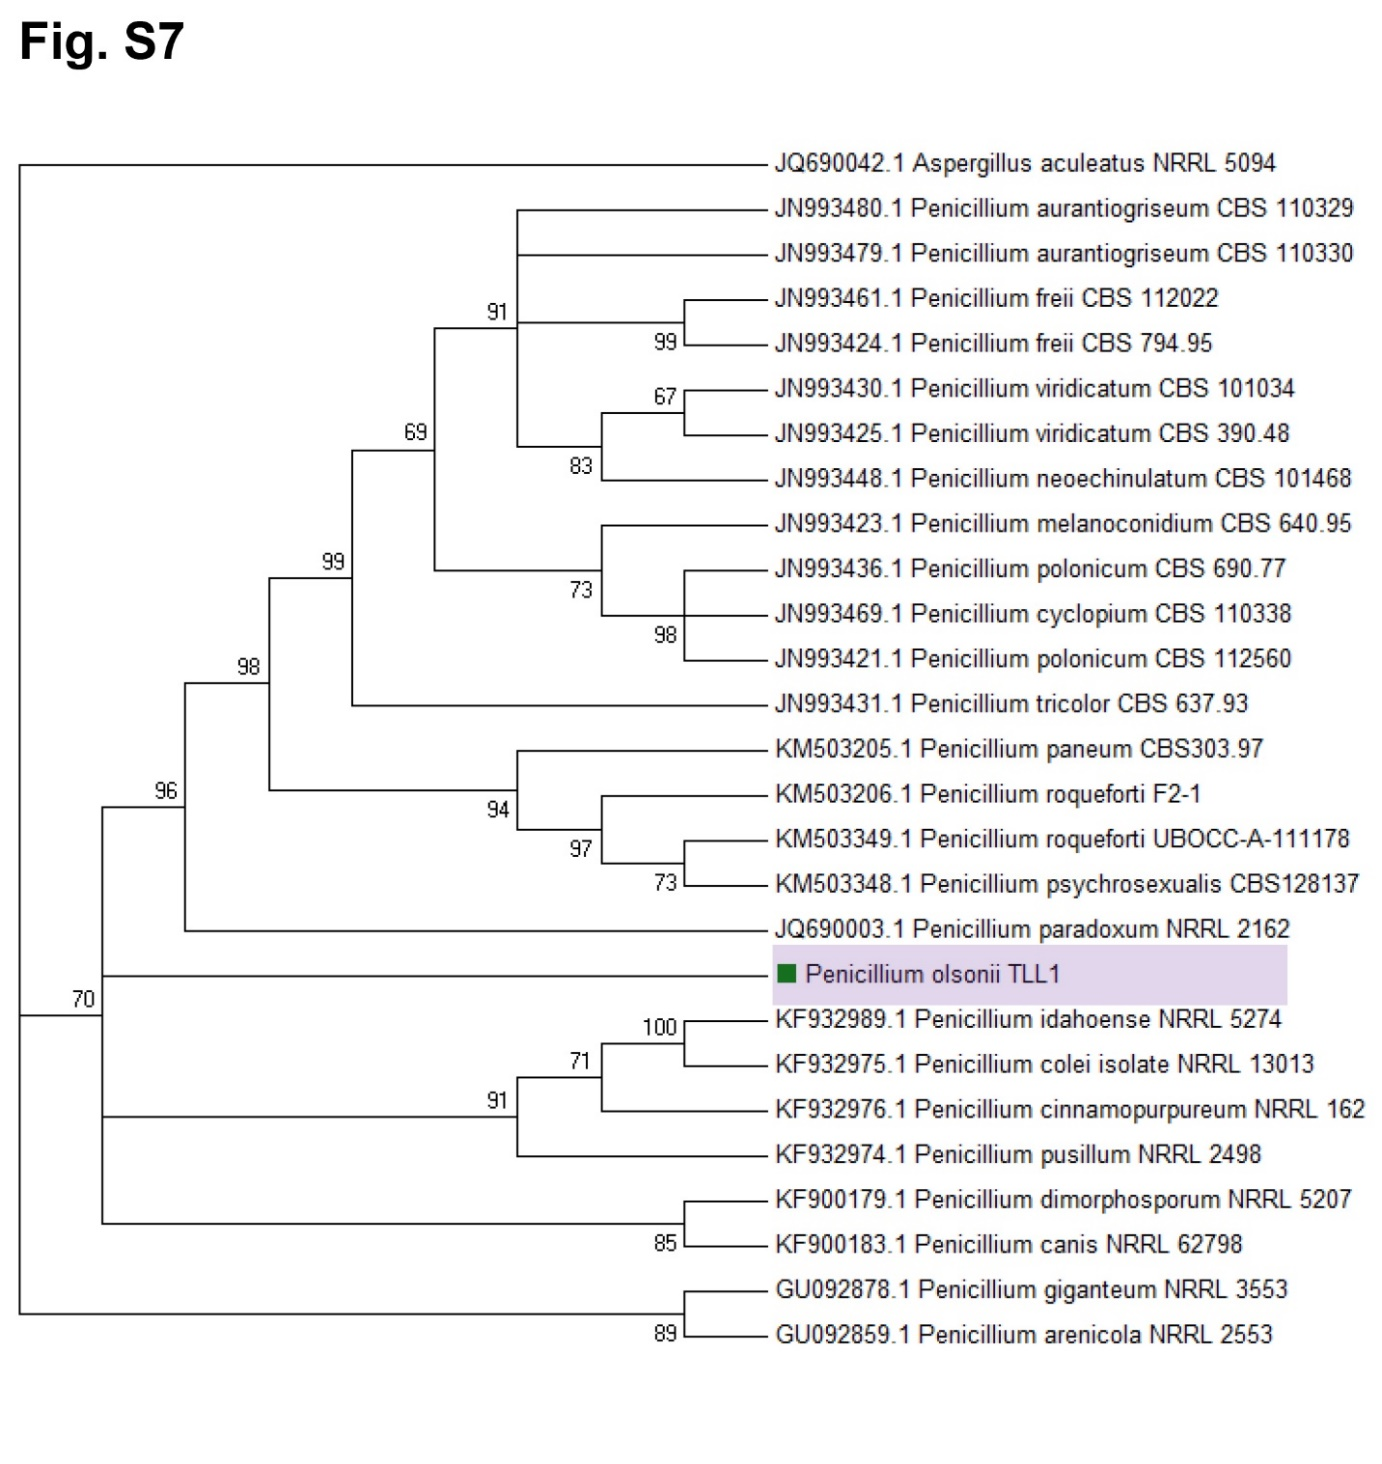 Fig. S7
JQ690042.1 Aspergillus aculeatus NRRL 5094
JN993480.1 Penicillium aurantiogriseum CBS 110329
JN993479.1 Penicillium aurantiogriseum CBS 110330
JN993461.1 Penicillium freii CBS 112022
91
99
JN993424.1 Penicillium freii CBS 794.95
JN993430.1 Penicillium viridicatum CBS 101034
67
JN993425.1 Penicillium viridicatum CBS 390.48
69
83
JN993448.1 Penicillium neoechinulatum CBS 101468
JN993423.1 Penicillium melanoconidium CBS 640.95
99
JN993436.1 Penicillium polonicum CBS 690.77
73
JN993469.1 Penicillium cyclopium CBS 110338
98
JN993421.1 Penicillium polonicum CBS 112560
98
JN993431.1 Penicillium tricolor CBS 637.93
KM503205.1 Penicillium paneum CBS303.97
96
KM503206.1 Penicillium roqueforti F2-1
94
KM503349.1 Penicillium roqueforti UBOCC-A-111178
97
73
KM503348.1 Penicillium psychrosexualis CBS128137
JQ690003.1 Penicillium paradoxum NRRL 2162
Penicillium olsonii TLL1
70
KF932989.1 Penicillium idahoense NRRL 5274
100
71
KF932975.1 Penicillium colei isolate NRRL 13013
91
KF932976.1 Penicillium cinnamopurpureum NRRL 162
KF932974.1 Penicillium pusillum NRRL 2498
KF900179.1 Penicillium dimorphosporum NRRL 5207
85
KF900183.1 Penicillium canis NRRL 62798
GU092878.1 Penicillium giganteum NRRL 3553
89
GU092859.1 Penicillium arenicola NRRL 2553